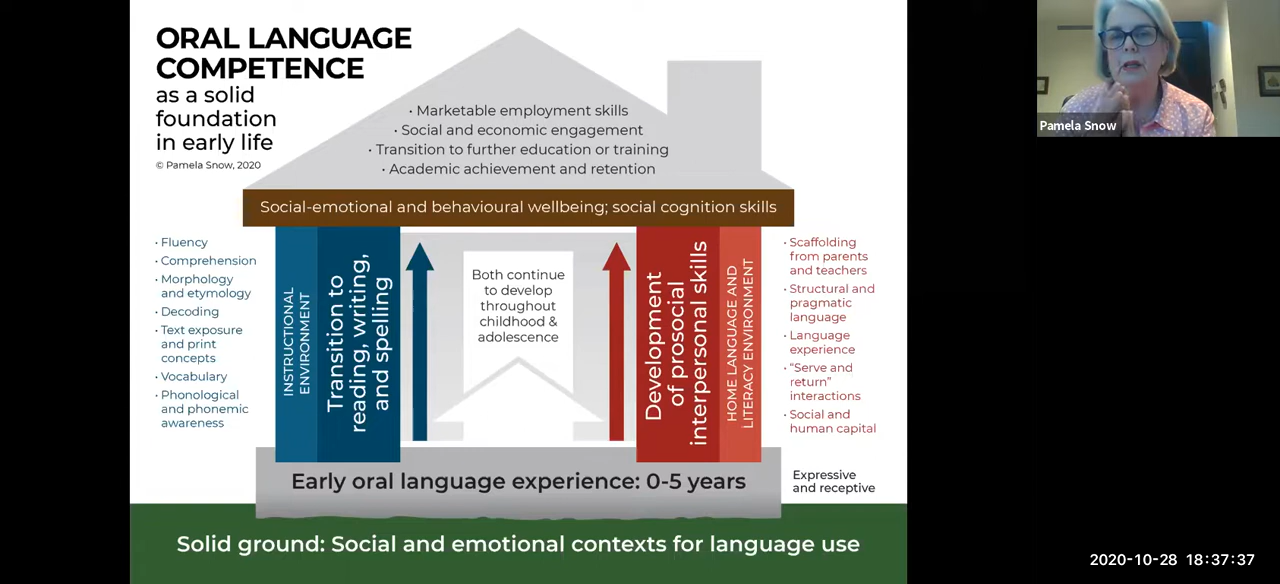 ORAL LANGUAGE
COMPETENCE
as a solid
foundation
in early life
© Pamela Snow, 2020
· Marketable employment skills
· Social and economic engagement
· Transition to further education or training
· Academic achievement and retention
Social-emotional and behavioural wellbeing; social cognition skills
· Fluency
· Comprehension
· Morphology
and etymology
· Decoding
· Text exposure
and print
concepts
· Vocabulary
· Phonological
and phonemic
awareness
INSTRUCTIONAL
ENVIRONMENT
Transition to
reading, writing,
and spelling
Both continue
to develop
throughout
childhood &
adolescence
Development
of prosocial
interpersonal skills
HOME LANGUAGE AND
LITERACY ENVIRONMENT
· Scaffolding
from parents
and teachers
· Structural and
pragmatic
language
· Language
experience
· “Serve and
return”
interactions
· Social and
human capital
Early oral language experience: 0-5 years
Expressive
and receptive
Solid ground: Social and emotional contexts for language use
Pamela Snow
2020-10-28 18:37:37